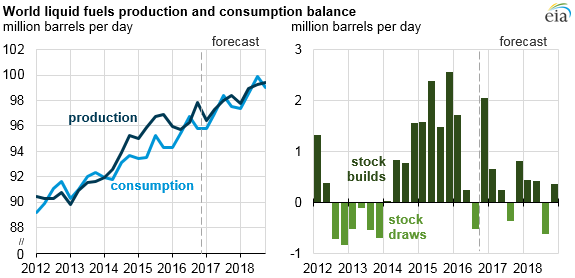 World liquid fuels production and consumption balance
million barrels per day
forecast
102
100
98
96
94
92
90
88
//
0
production
consumption
2012 2013 2014 2015 2016 2017 2018
eia
million barrels per day
forecast
3
2
1
0
-1
stock
builds
stock
draws
2012 2013 2014 2015 2016 2017 2018